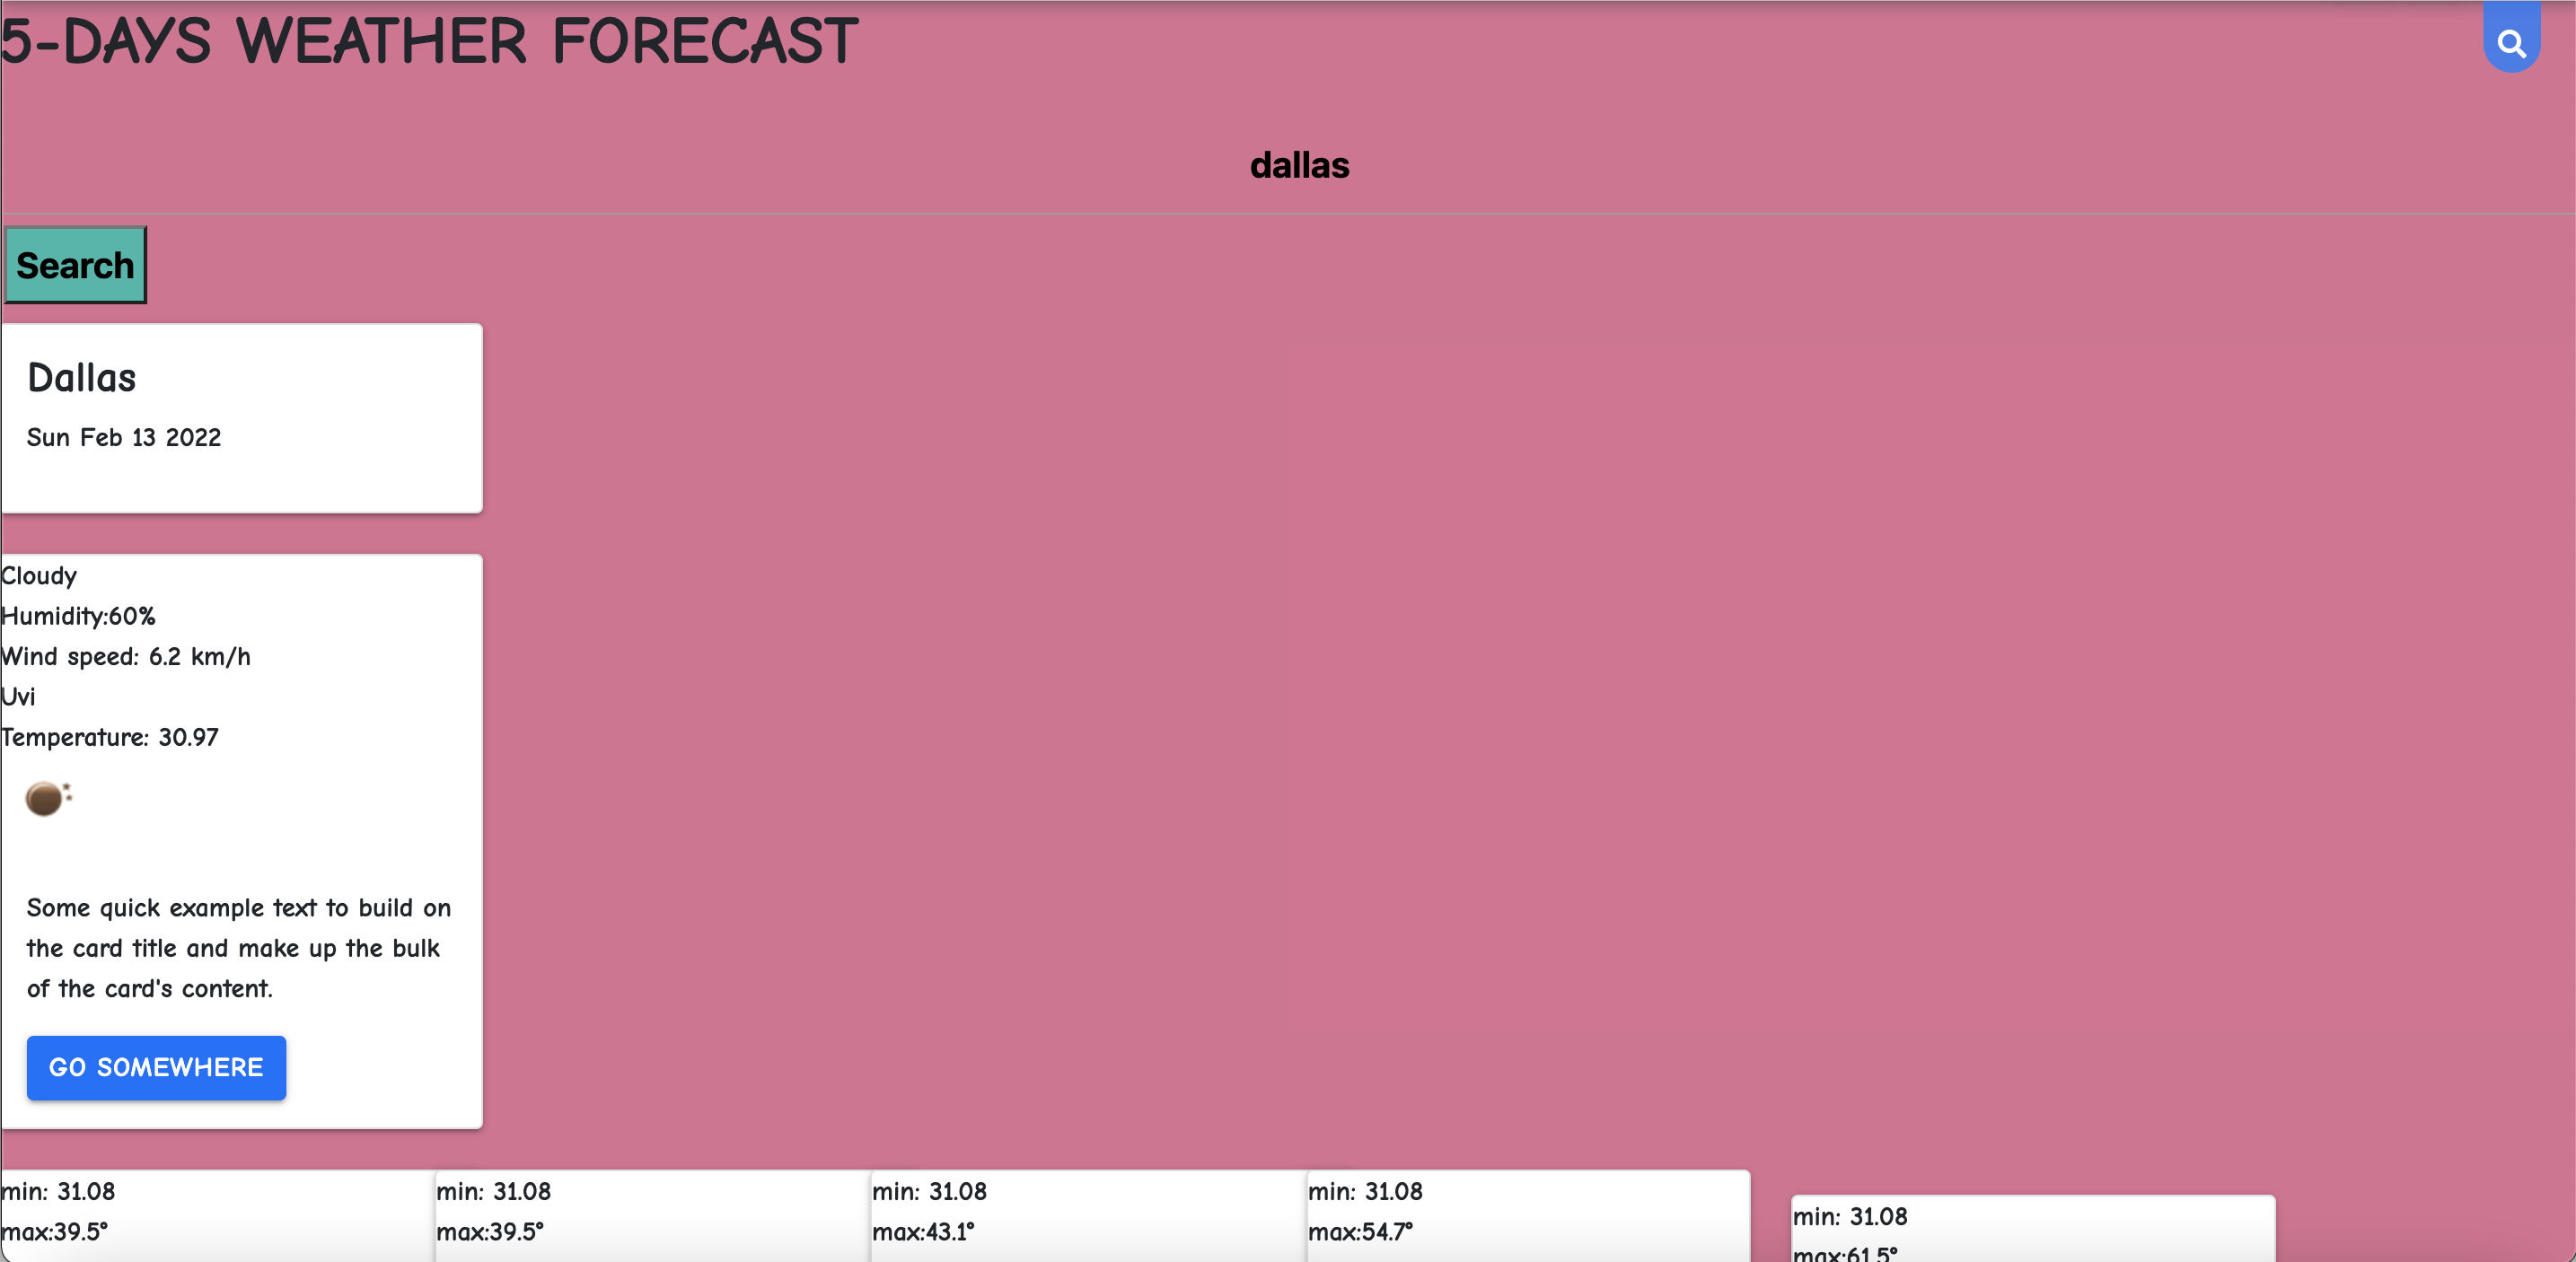 5-DAYS WEATHER FORECAST
dallas
Search
Dallas
Sun Feb 13 2022
Cloudy
Humidity:60%
Wind speed: 6.2 km/h
Uvi
Temperature: 30.97
Some quick example text to build on
the card title and make up the bulk
of the card's content.
GO SOMEWHERE
min: 31.08
max:39.5°
min: 31.08
max:39.5°
min: 31.08
max:43.1°
min: 31.08
max:54.7°
min: 31.08
max:61.5°